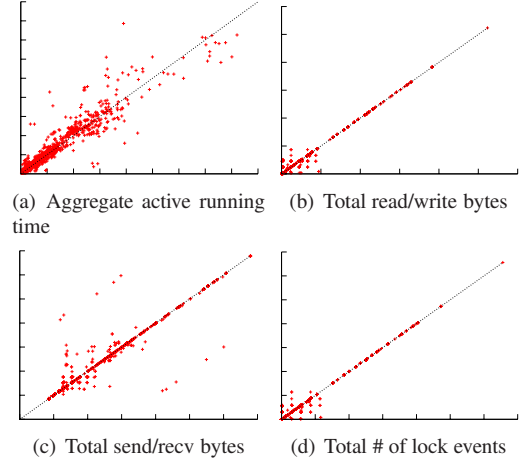 (a) Aggregate active running
time
(b) Total read/write bytes
(c) Total send/recv bytes
(d) Total # of lock events